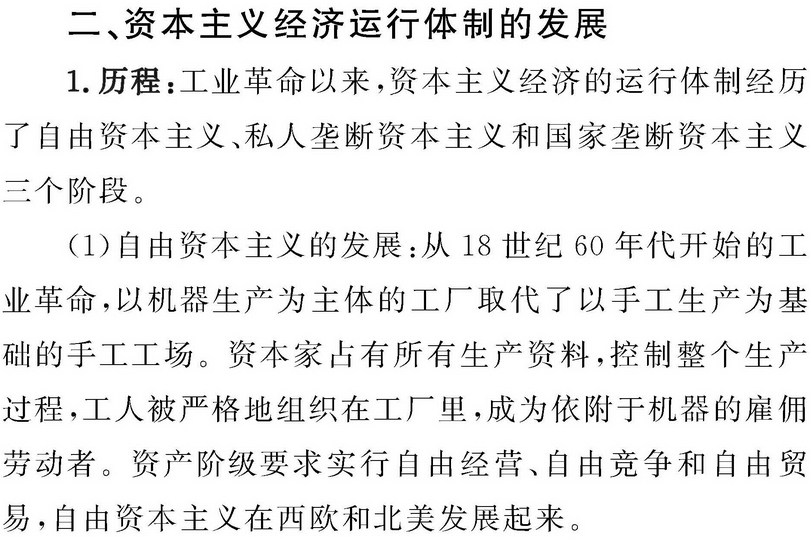 二、资本主义经济运行体制的发展
1. 历程:工业革命以来,资本主义经济的运行体制经历
了自由资本主义、私人垄断资本主义和国家垄断资本主义
三个阶段。
(1)自由资本主义的发展:从 18 世纪 60 年代开始的工
业革命,以机器生产为主体的工厂取代了以手工生产为基
础的手工工场。资本家占有所有生产资料,控制整个生产
过程,工人被严格地组织在工厂里,成为依附于机器的雇佣
劳动者。资产阶级要求实行自由经营、自由竞争和自由贸
易,自由资本主义在西欧和北美发展起来。